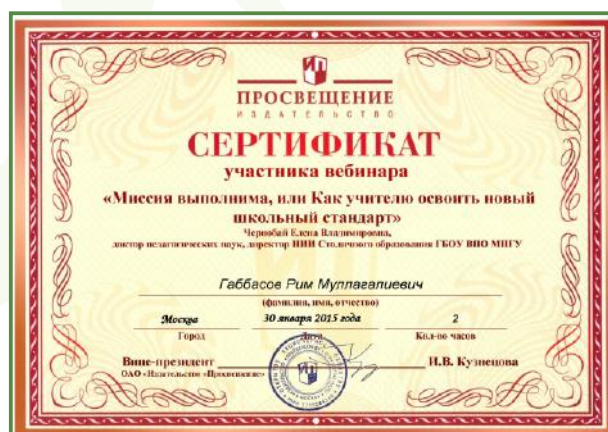 ПРОСВЕЩЕНИЕ
ИЗДАТЕЛЬСТВО
СЕРТИФИКАТ
участника вебинара
«Миссия выполнима, или Как учителю освоить новый
школьный стандарт»
Чернобай Елена Владимировна,
доктор педагогических наук, директор НИИ Столичного образования ГБОУ ВПО МПГУ
Габбасов Рим Муллагалиевич
(фамилия, имя, отчество)
Москва 30 января 2015 года 2
Город Дата Кол-во часов
Вице-президент И.В. Кузнецова
ОАО «Издательство «Просвещение»